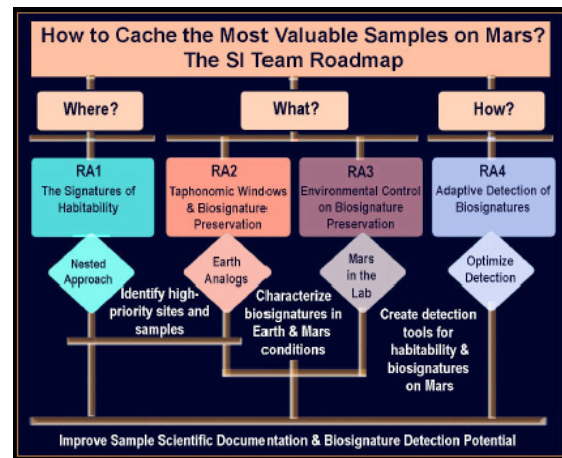 How to Cache the Most Valuable Samples on Mars?
The SI Team Roadmap
Where?
What?
How?
RA1
The Signatures of
Habitability
RA2
Taphonomic Windows
& Biosignature
Preservation
RA3
Environmental Control
on Biosignature
Preservation
RA4
Adaptive Detection of
Biosignatures
Nested
Approach
Earth
Analogs
Mars
in the
Lab
Optimize
Detection
Identify high-
priority sites and
samples
Characterize
biosignatures in
Earth & Mars
conditions
Create detection
tools for
habitability &
biosignatures
on Mars
Improve Sample Scientific Documentation & Biosignature Detection Potential